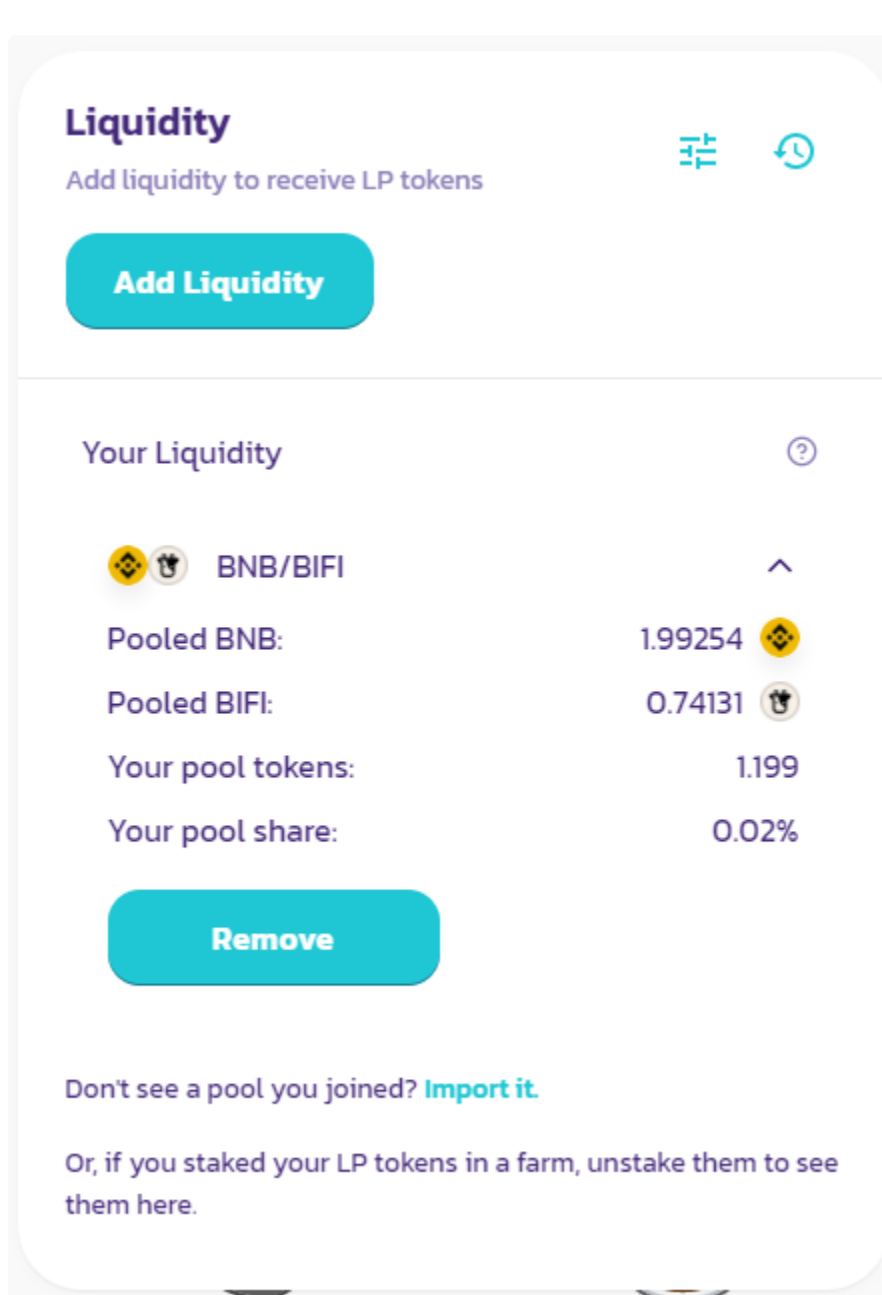 Liquidity
Add liquidity to receive LP tokens
Add Liquidity
Your Liquidity
BNB/BIFI
Pooled BNB: 1.99254
Pooled BIFI: 0.74131
Your pool tokens: 1.199
Your pool share: 0.02%
Remove
Don't see a pool you joined? Import it.
Or, if you staked your LP tokens in a farm, unstake them to see
them here.